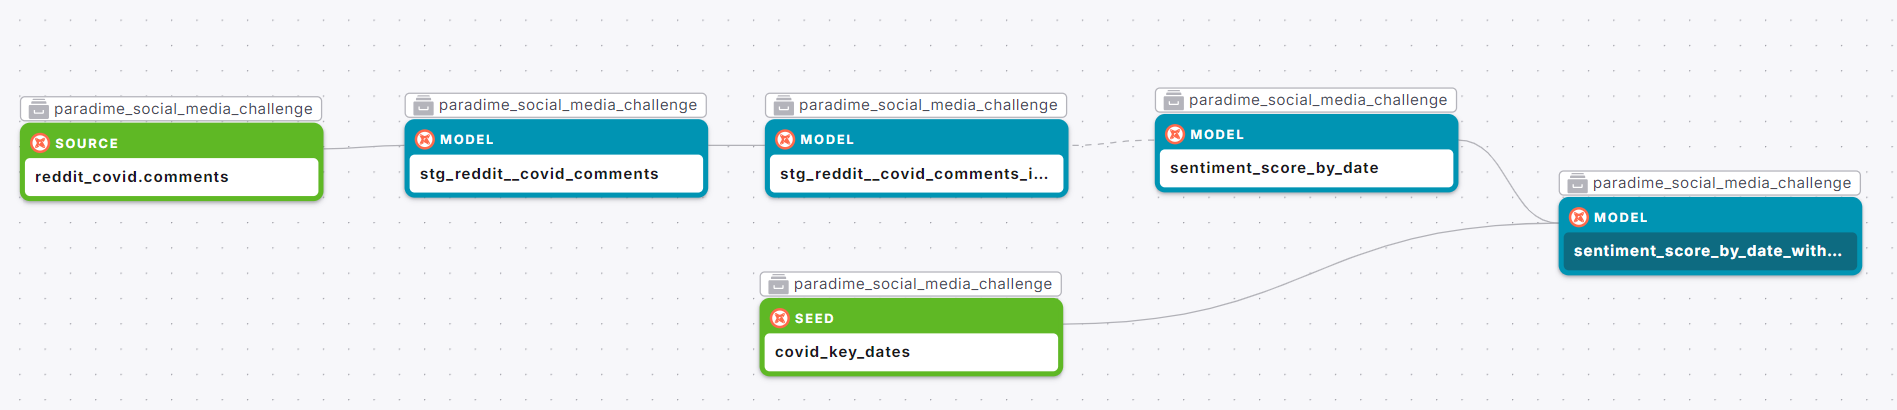 paradime_social_media_challenge
SOURCE
reddit_covid.comments
paradime_social_media_challenge
MODEL
stg_reddit__covid_comments
paradime_social_media_challenge
MODEL
stg_reddit__covid_comments_i...
paradime_social_media_challenge
MODEL
sentiment_score_by_date
paradime_social_media_challenge
MODEL
sentiment_score_by_date_with...
paradime_social_media_challenge
SEED
covid_key_dates